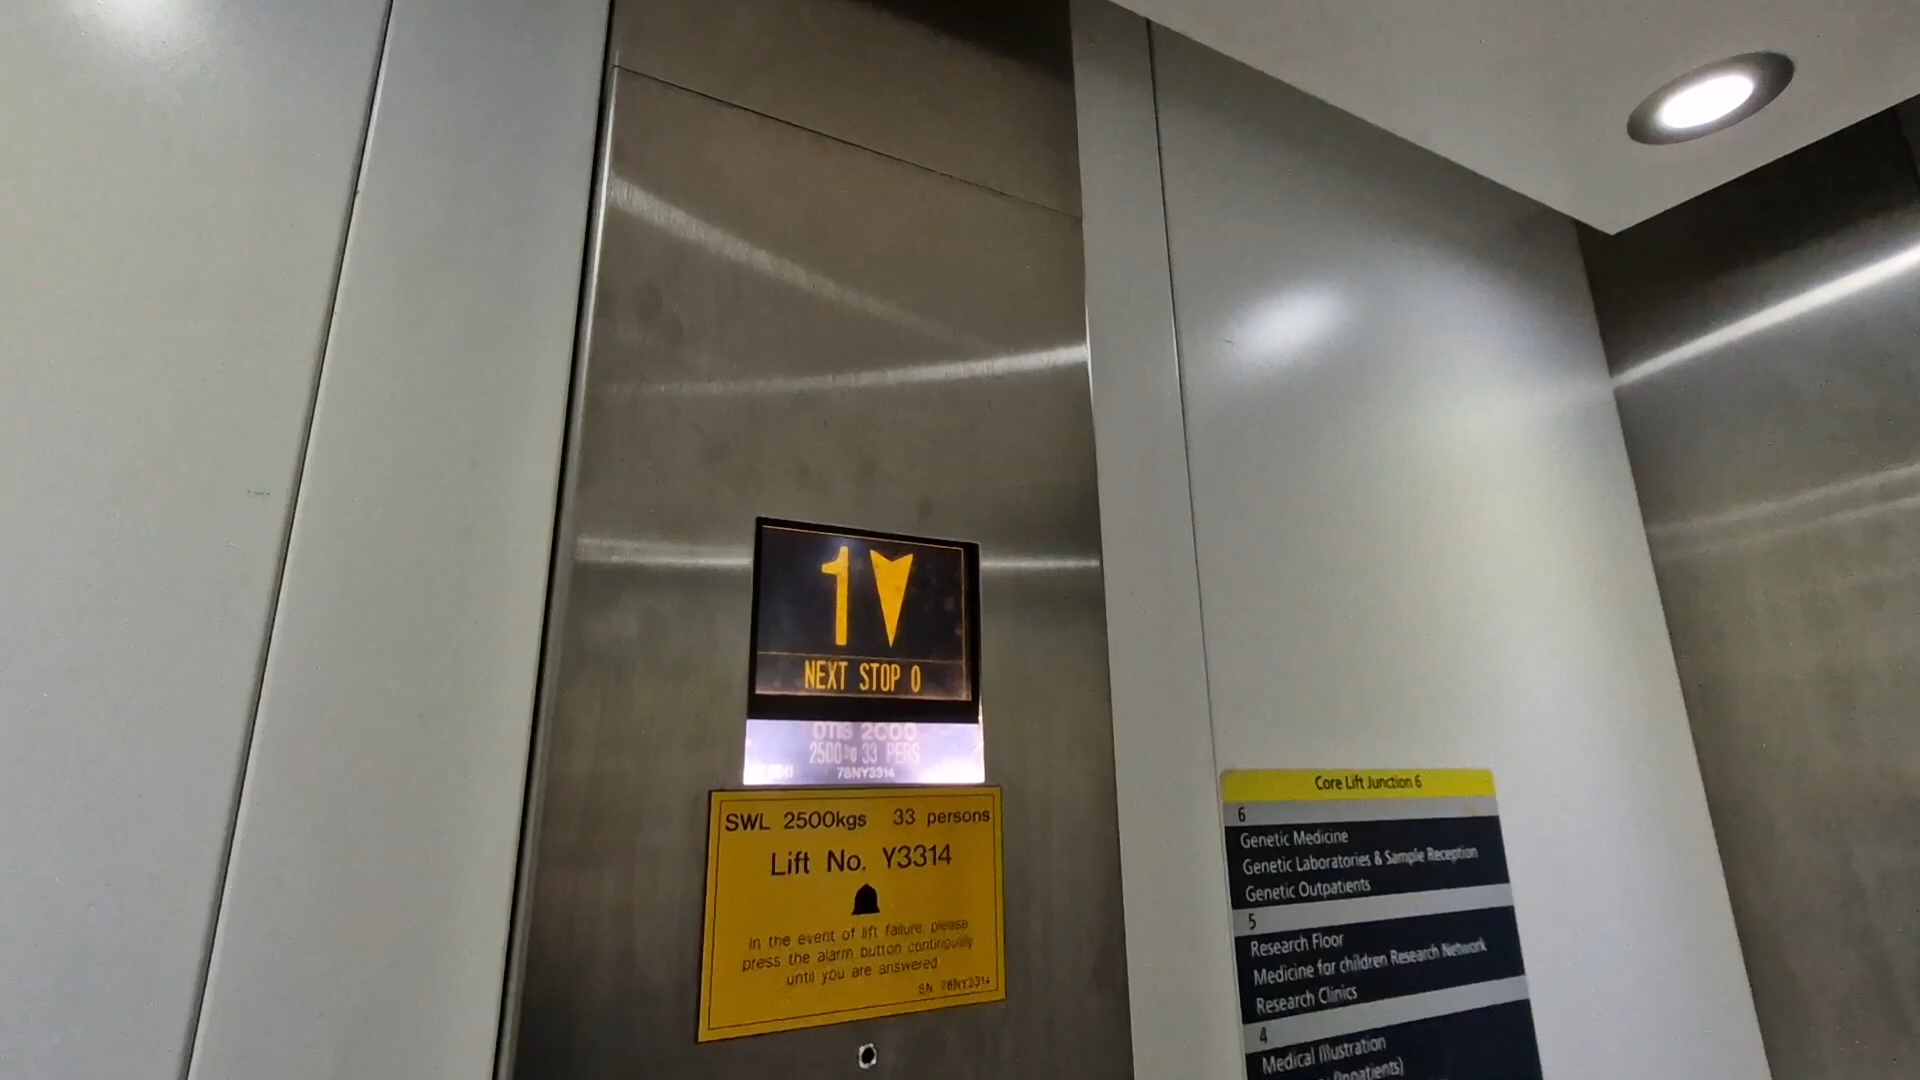 1
NEXT STOP 0
OTIS 2COD
2500kg 33 PERS
78NY3314
SWL 2500kgs 33 persons
Lift No. Y3314
In the event of lift failure, please
press the alarm button continuously
until you are answered
SN 78NY3314
Core Lift Junction 6
6
Genetic Medicine
Genetic Laboratories & Sample Reception
Genetic Outpatients
5
Research Floor
Medicine for children Research Network
Research Clinics
4
Medical Illustration
(Inpatients)